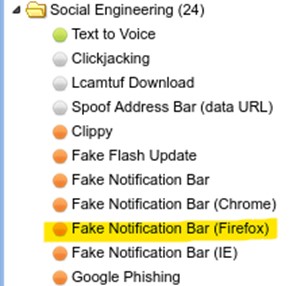 Social Engineering (24)
Text to Voice
Clickjacking
Lcamtuf Download
Spoof Address Bar (data URL)
Clippy
Fake Flash Update
Fake Notification Bar
Fake Notification Bar (Chrome)
Fake Notification Bar (Firefox)
Fake Notification Bar (IE)
Google Phishing